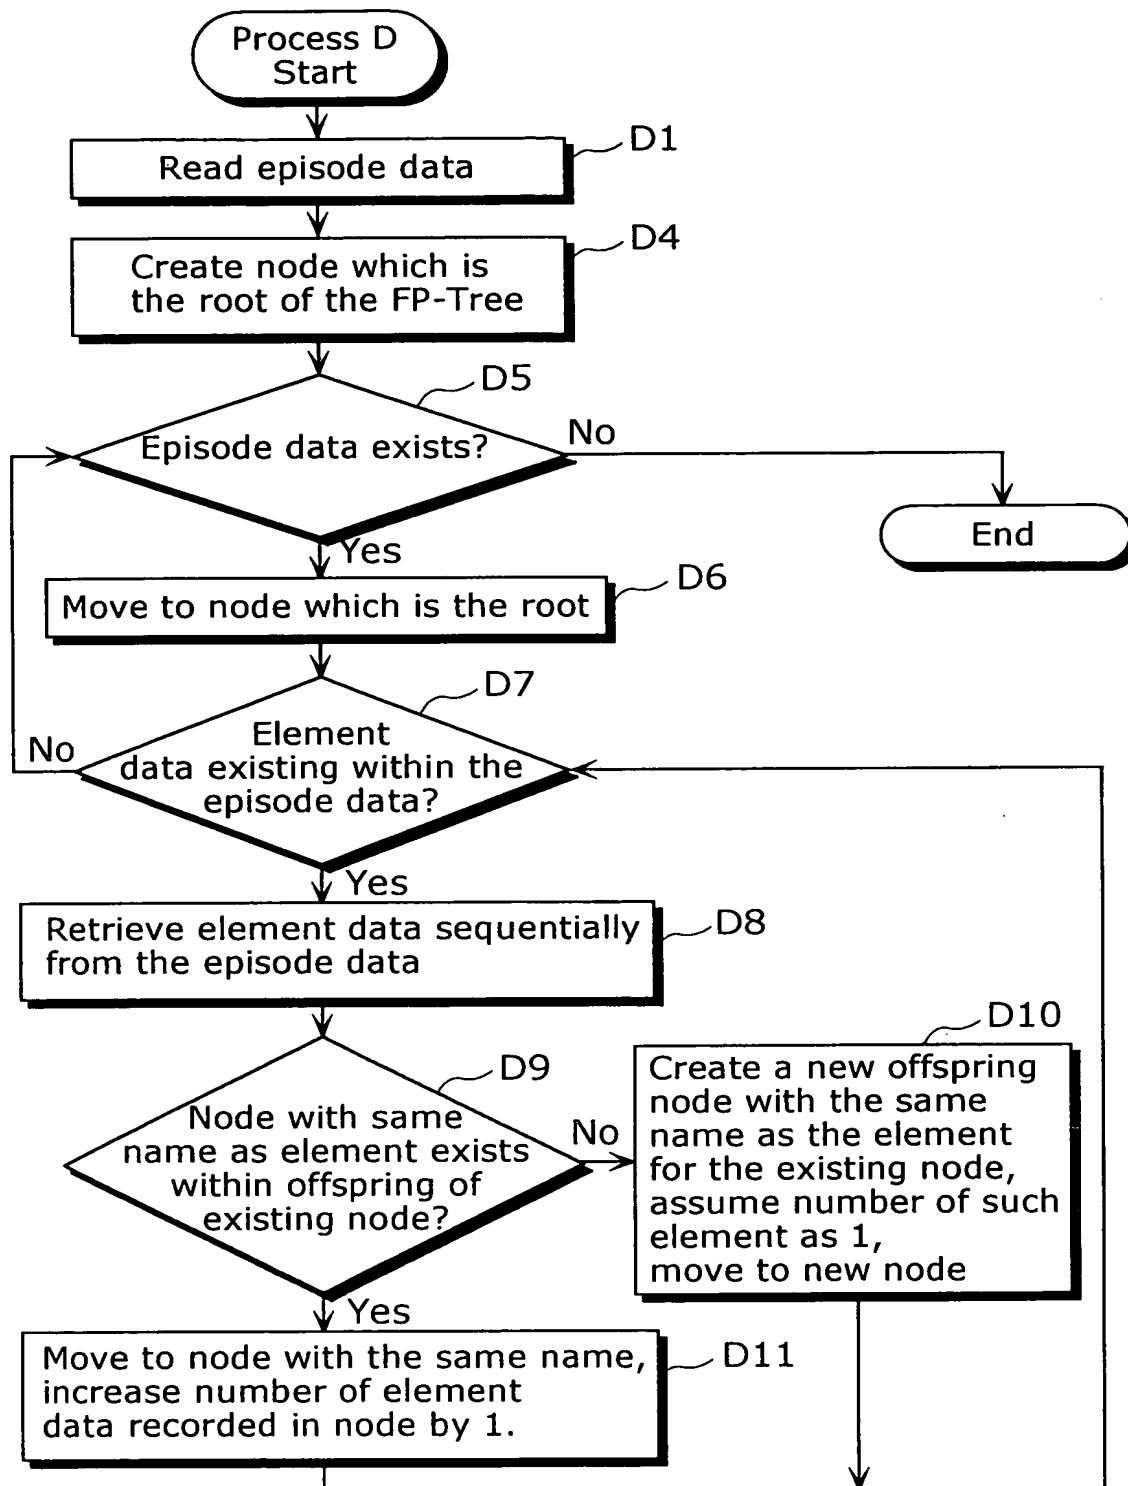 Process D
Start
D1
Read episode data
D4
Create node which is
the root of the FP-Tree
D5
Episode data exists?
No
End
Yes
D6
Move to node which is the root
D7
Element
data existing within the
episode data?
No
Yes
D8
Retrieve element data sequentially
from the episode data
D9
Node with same
name as element exists
within offspring of
existing node?
No
D10
Create a new offspring
node with the same
name as the element
for the existing node,
assume number of such
element as 1,
move to new node
Yes
D11
Move to node with the same name,
increase number of element
data recorded in node by 1.